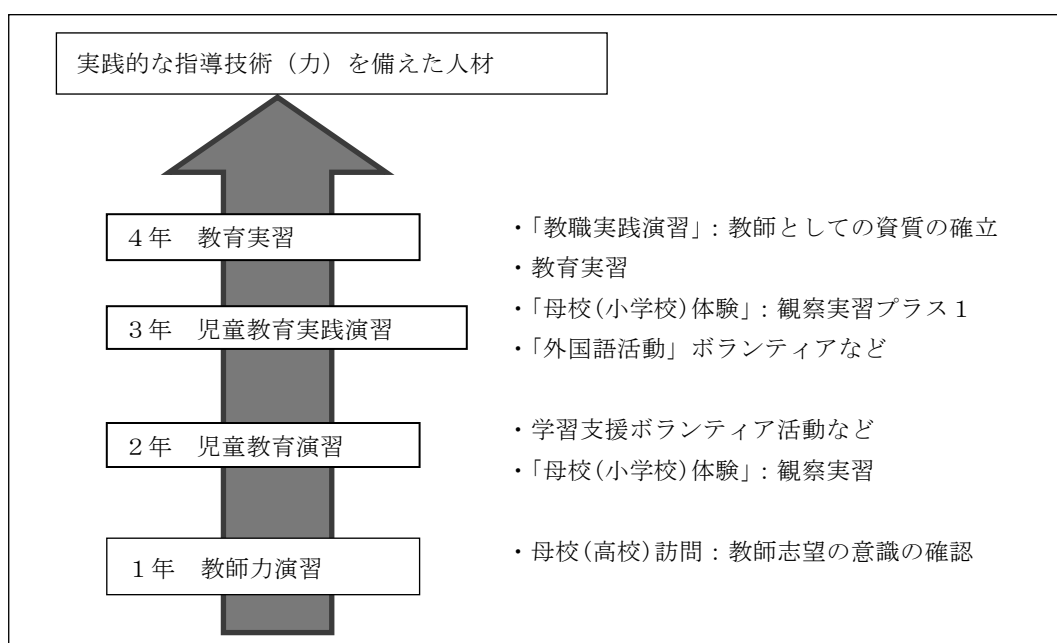 実践的な指導技術(力)を備えた人材
4年 教育実習
・「教職実践演習」:教師としての資質の確立
・教育実習
3年 児童教育実践演習
・「母校(小学校)体験」:観察実習プラス1
・「外国語活動」ボランティアなど
2年 児童教育演習
・学習支援ボランティア活動など
・「母校(小学校)体験」:観察実習
1年 教師力演習
・母校(高校)訪問:教師志望の意識の確認